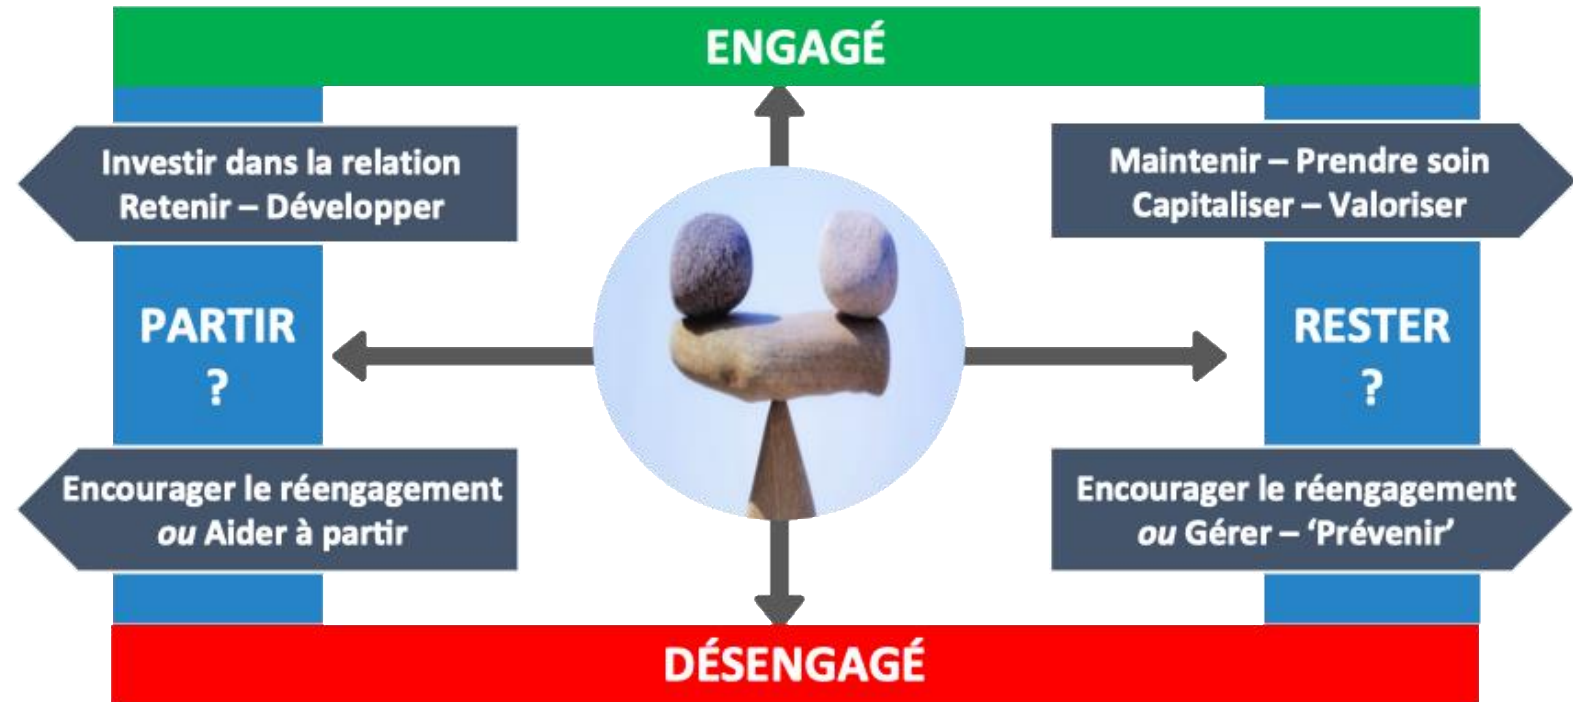 ENGAGÉ
Investir dans la relation
Retenir – Développer
Maintenir – Prendre soin
Capitaliser – Valoriser
PARTIR
?
RESTER
?
Encourager le réengagement
ou Aider à partir
Encourager le réengagement
ou Gérer – ‘Prévenir’
DÉSENGAGÉ